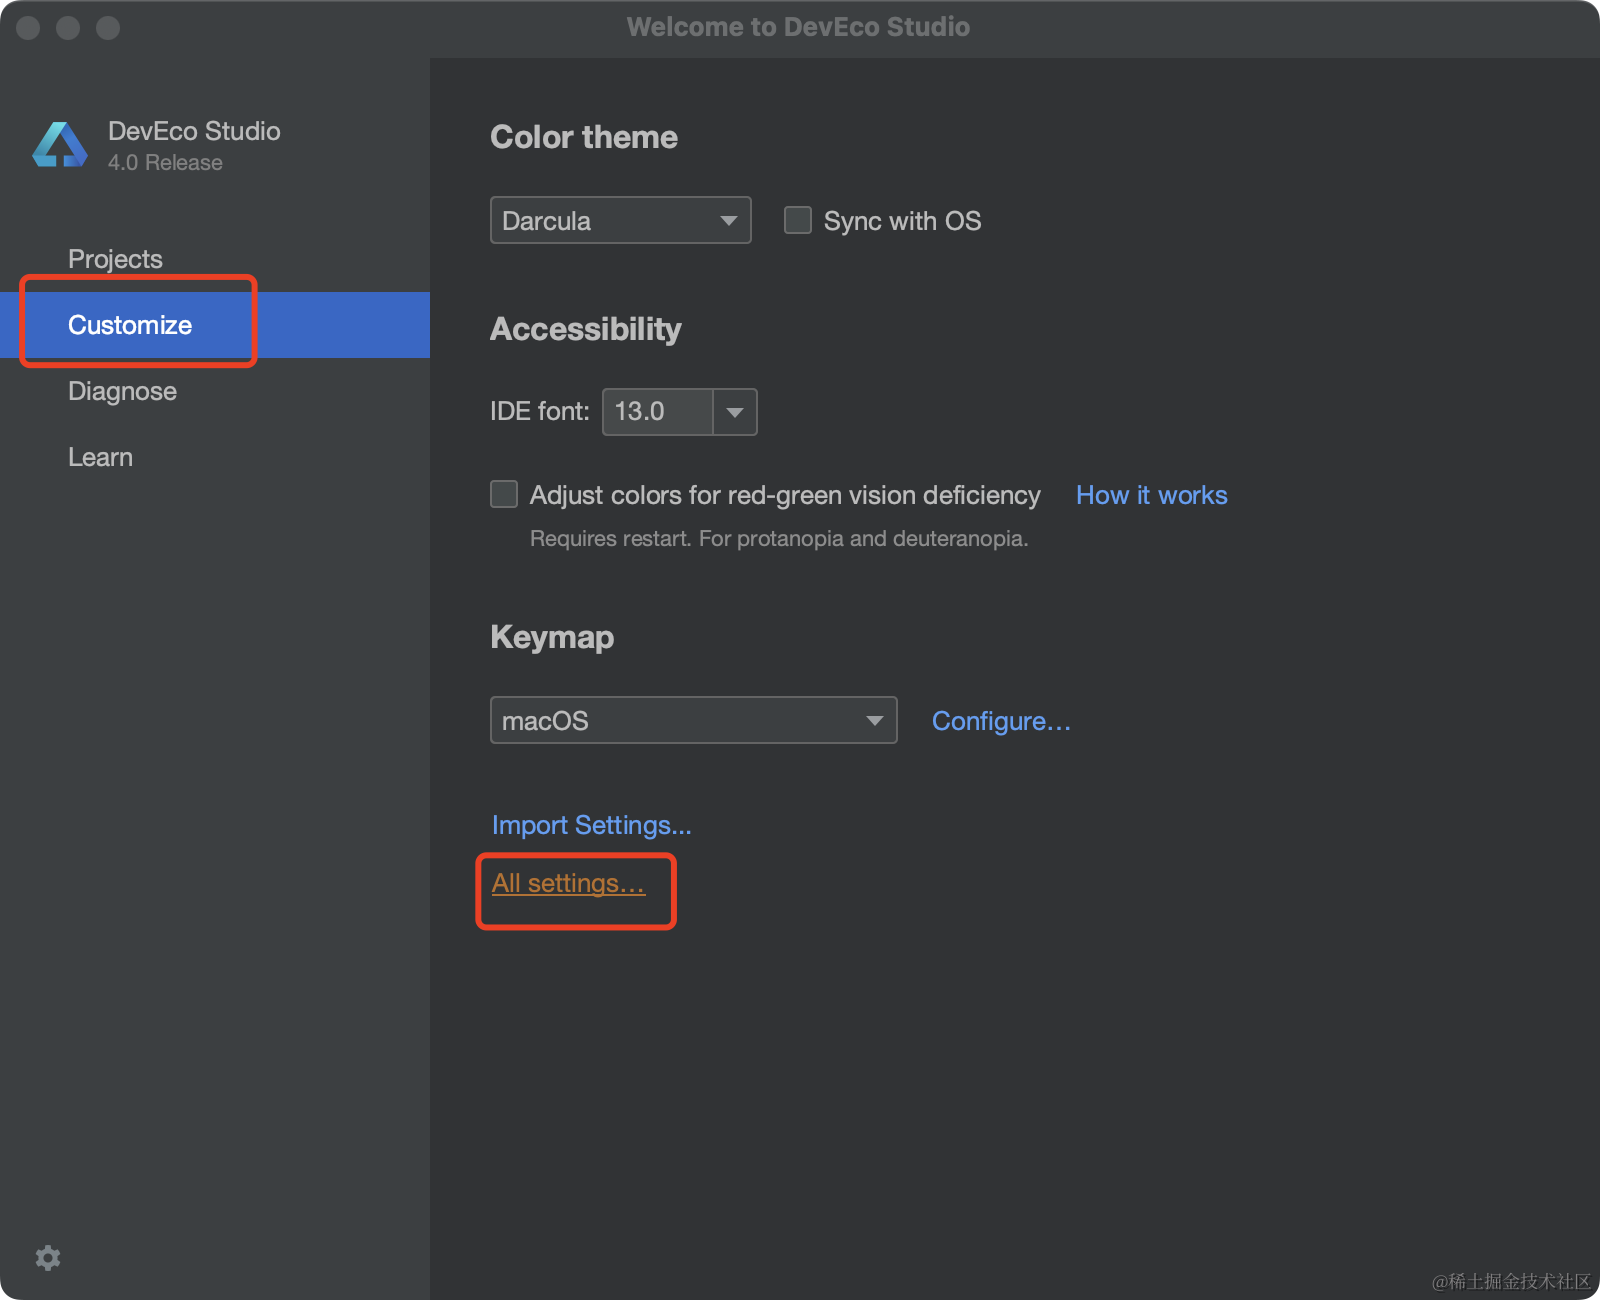 Welcome to DevEco Studio
DevEco Studio
4.0 Release
Projects
Customize
Diagnose
Learn
Color theme
Darcula
Sync with OS
Accessibility
IDE font: 13.0
Adjust colors for red-green vision deficiency How it works
Requires restart. For protanopia and deuteranopia.
Keymap
macOS
Configure...
Import Settings...
All settings...
@稀土掘金技术社区